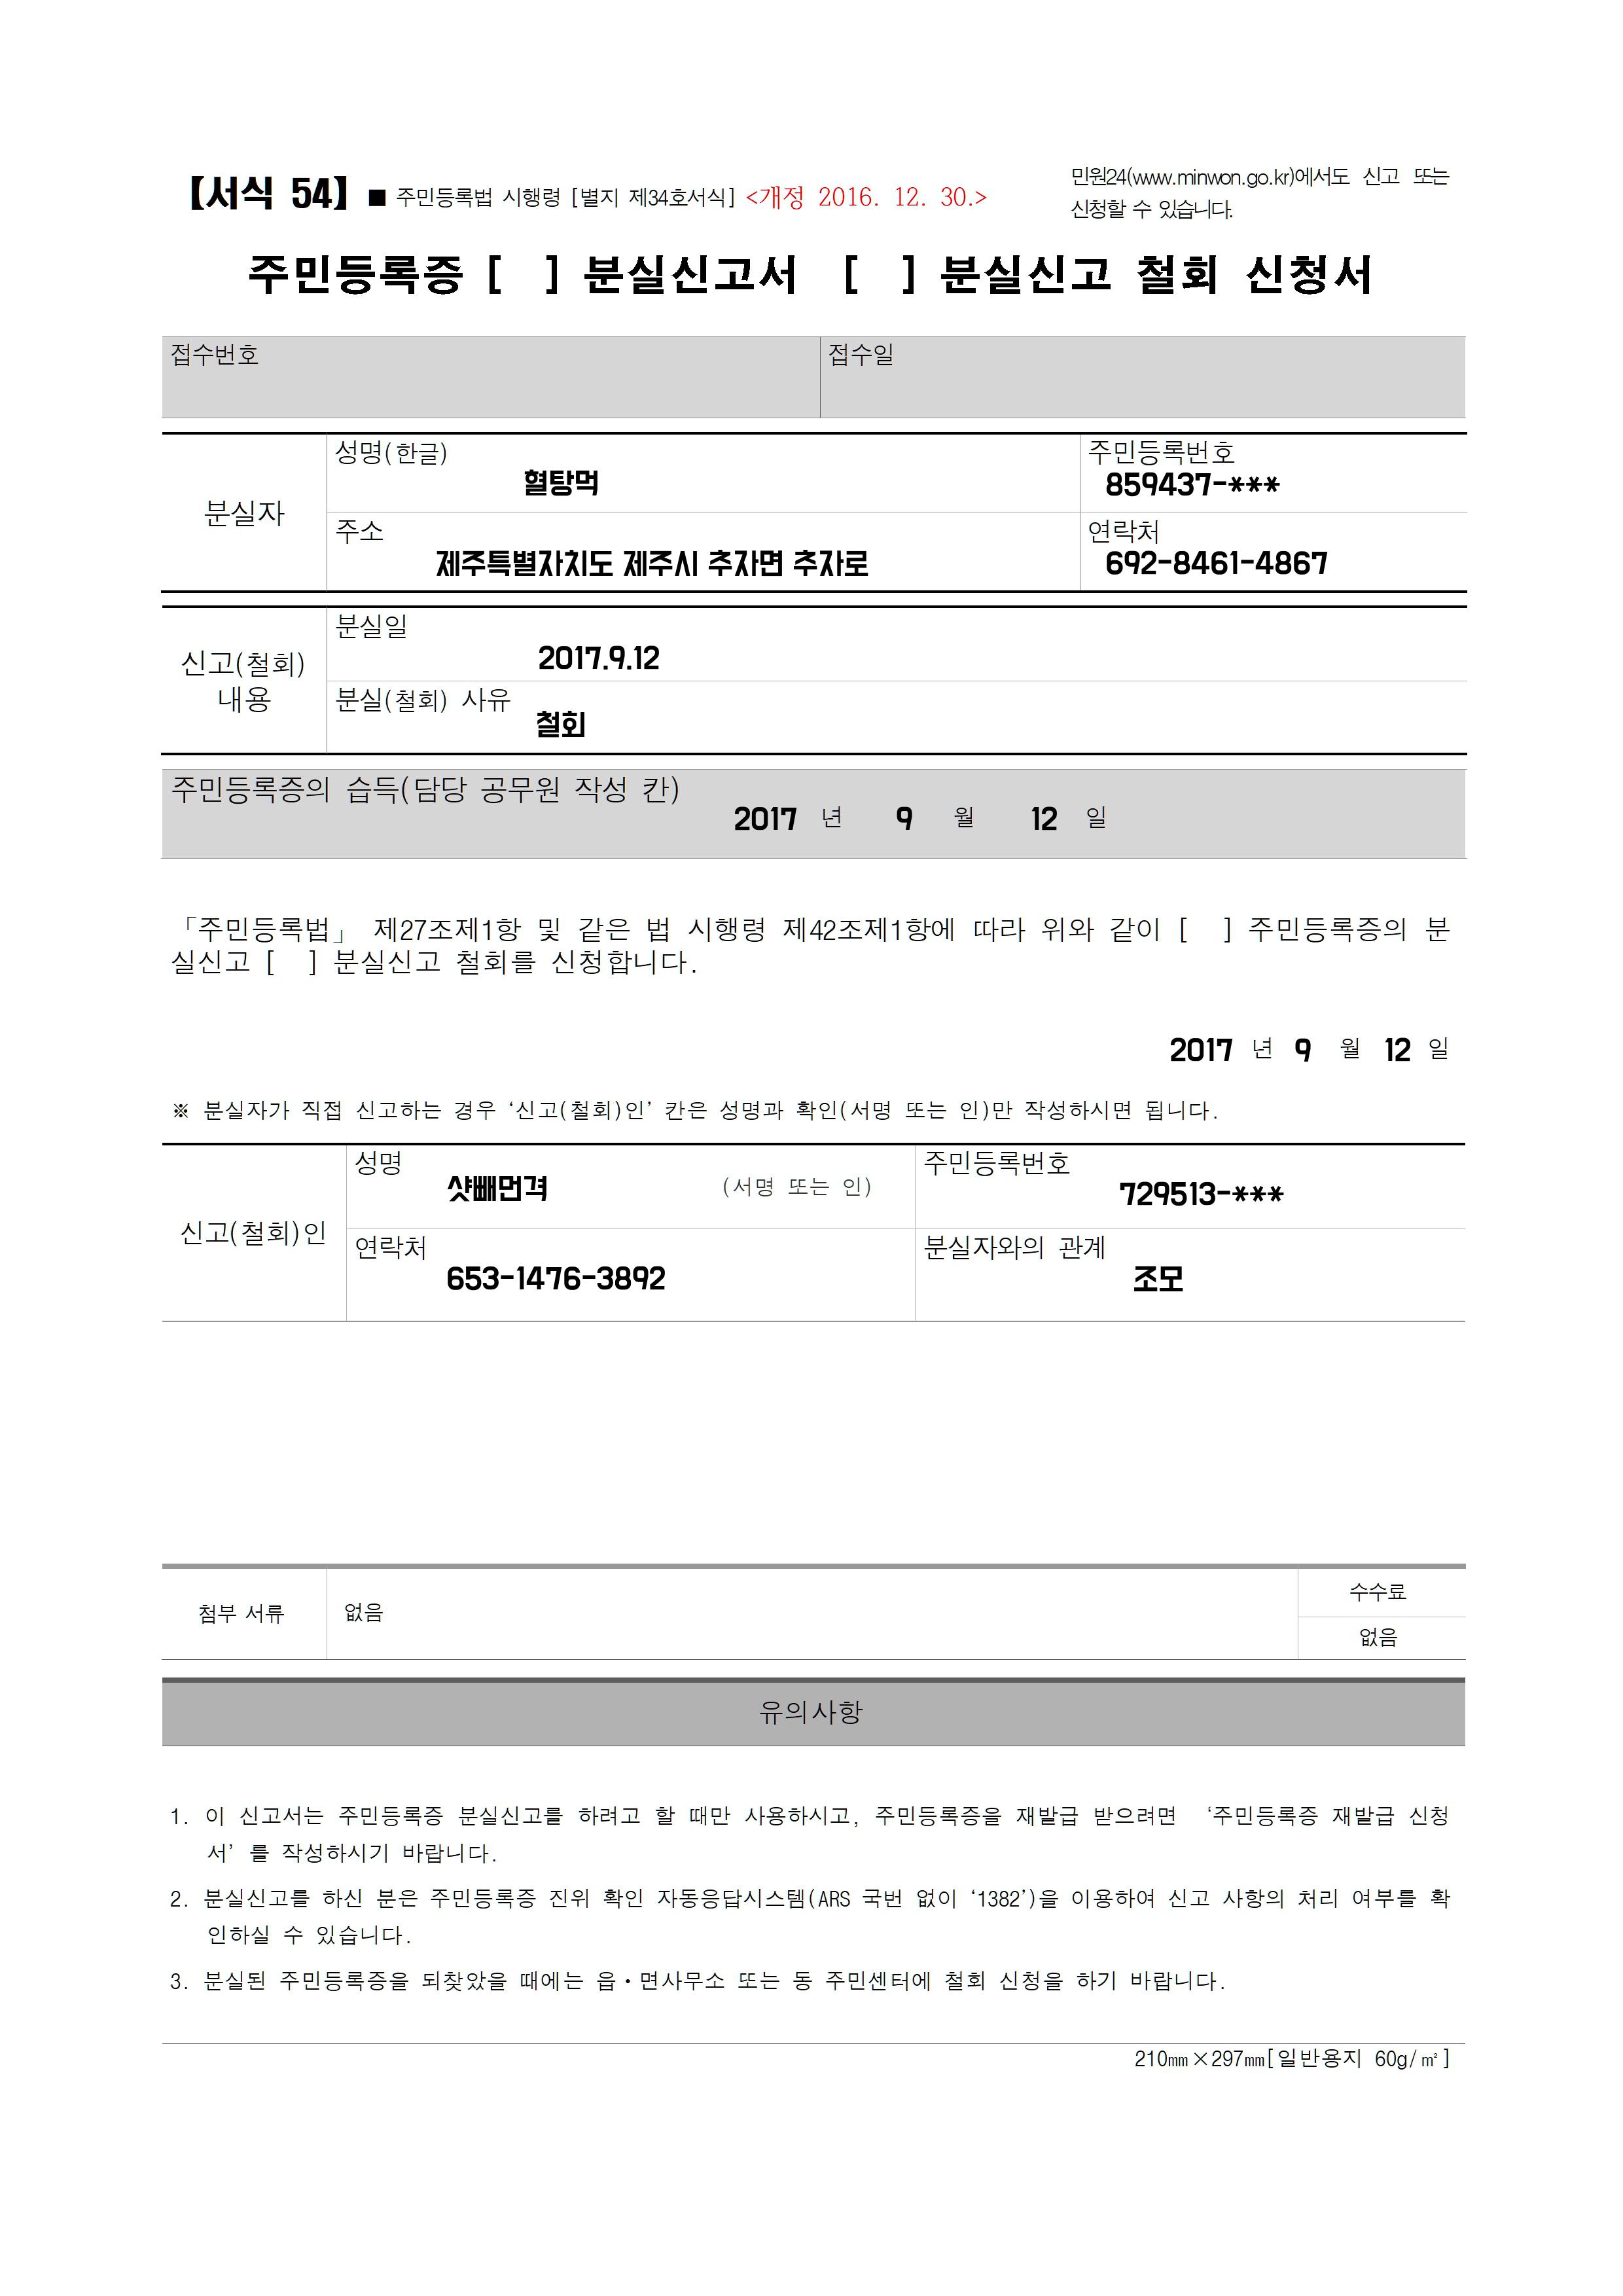 【서식 54】 ■ 주민등록법 시행령 [별지 제34호서식] <개정 2016. 12. 30.>
민원24(www.minwon.go.kr)에서도 신고 또는
신청할 수 있습니다.
주민등록증 [ ] 분실신고서 [ ] 분실신고 철회 신청서
접수번호 접수일
분실자
성명(한글) 주민등록번호
혈탕먹 859437-***
주소 연락처
제주특별자치도 제주시 추자면 추자로 692-8461-4867
신고(철회)
내용
분실일
2017.9.12
분실(철회) 사유
철회
주민등록증의 습득(담당 공무원 작성 칸)
2017 년 9 월 12 일
「주민등록법」 제27조제1항 및 같은 법 시행령 제42조제1항에 따라 위와 같이 [ ] 주민등록증의 분
실신고 [ ] 분실신고 철회를 신청합니다.
2017 년 9 월 12 일
※ 분실자가 직접 신고하는 경우 ‘신고(철회)인’ 칸은 성명과 확인(서명 또는 인)만 작성하시면 됩니다.
신고(철회)인
성명 주민등록번호
샷빼먼격 (서명 또는 인) 729513-***
연락처 분실자와의 관계
653-1476-3892 조모
첨부 서류 없음 수수료
없음
유의사항
1. 이 신고서는 주민등록증 분실신고를 하려고 할 때만 사용하시고, 주민등록증을 재발급 받으려면 ‘주민등록증 재발급 신청
서’를 작성하시기 바랍니다.
2. 분실신고를 하신 분은 주민등록증 진위 확인 자동응답시스템(ARS 국번 없이 ‘1382’)을 이용하여 신고 사항의 처리 여부를 확
인하실 수 있습니다.
3. 분실된 주민등록증을 되찾았을 때에는 읍·면사무소 또는 동 주민센터에 철회 신청을 하기 바랍니다.
210㎜×297㎜[일반용지 60g/㎡]